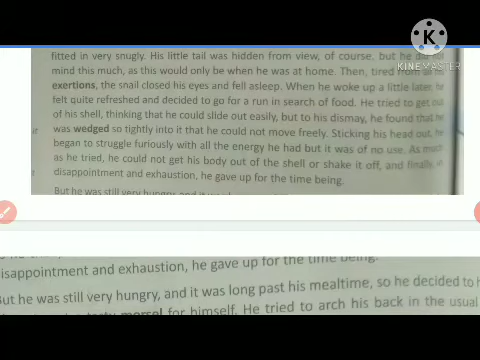 fitted in very snugly. His little tail was hidden from view, of course, but he did
mind this much, as this would only be when he was at home. Then, tired from
exertions, the snail closed his eyes and fell asleep. When he woke up a little later, he
felt quite refreshed and decided to go for a run in search of food. He tried to get out
of his shell, thinking that he could slide out easily, but to his dismay, he found that he
was wedged so tightly into it that he could not move freely. Sticking his head out, he
began to struggle furiously with all the energy he had but it was of no use. As much
as he tried, he could not get his body out of the shell or shake it off, and finally, in
disappointment and exhaustion, he gave up for the time being.
But he was still very hungry, and it
K
KINEMASTER
isappointment and exhaustion, he gave up for the time being.
But he was still very hungry, and it was long past his mealtime, so he decided to
morsel for himself. He tried to arch his back in the usual